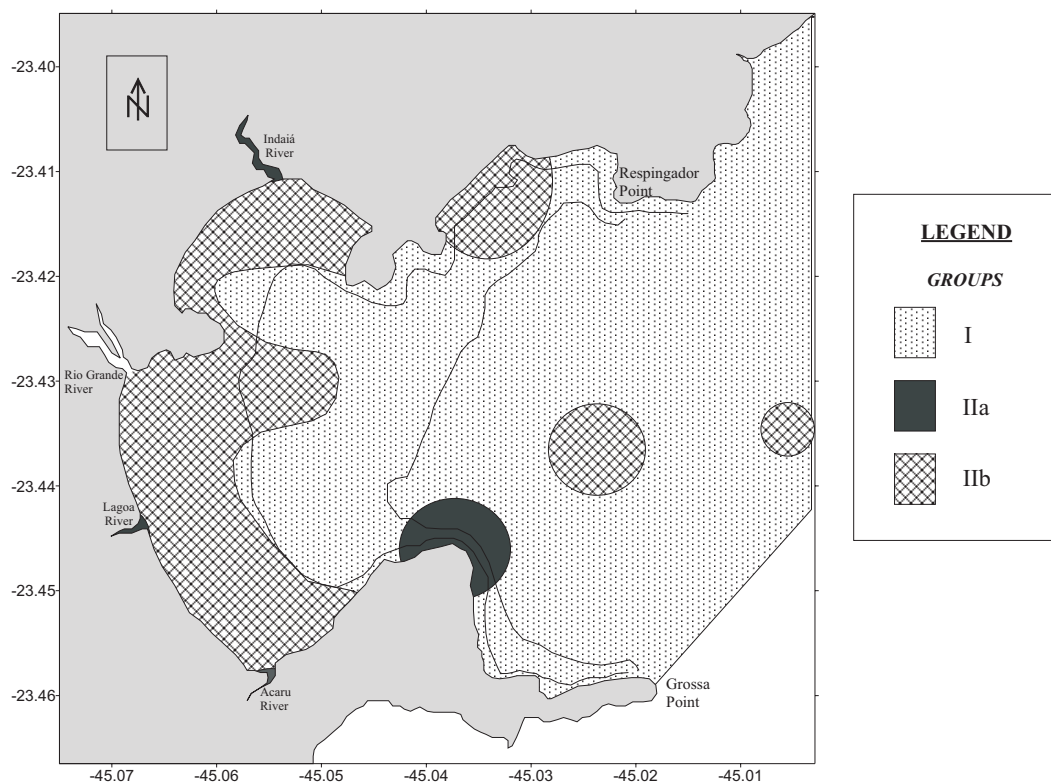 -23.40
N
Indaiá
River
-23.41
Respingador
Point
LEGEND
GROUPS
-23.42
I
Rio Grande
River
-23.43
IIa
-23.44
Lagoa
River
IIb
-23.45
-23.46
Acaru
River
Grossa
Point
-45.07
-45.06
-45.05
-45.04
-45.03
-45.02
-45.01